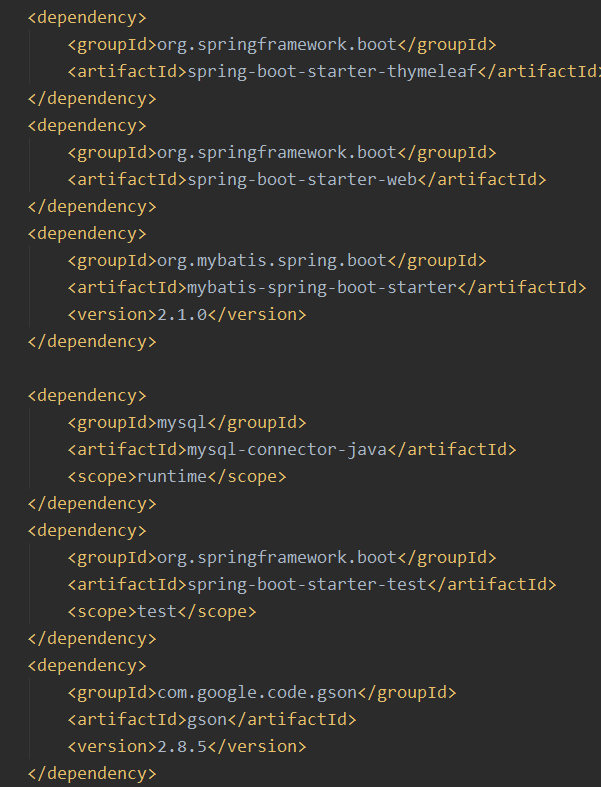 <dependency>
<groupId>org.springframework.boot</groupId>
<artifactId>spring-boot-starter-thymeleaf</artifactId>
</dependency>
<dependency>
<groupId>org.springframework.boot</groupId>
<artifactId>spring-boot-starter-web</artifactId>
</dependency>
<dependency>
<groupId>org.mybatis.spring.boot</groupId>
<artifactId>mybatis-spring-boot-starter</artifactId>
<version>2.1.0</version>
</dependency>
<dependency>
<groupId>mysql</groupId>
<artifactId>mysql-connector-java</artifactId>
<scope>runtime</scope>
</dependency>
<dependency>
<groupId>org.springframework.boot</groupId>
<artifactId>spring-boot-starter-test</artifactId>
<scope>test</scope>
</dependency>
<dependency>
<groupId>com.google.code.gson</groupId>
<artifactId>gson</artifactId>
<version>2.8.5</version>
</dependency>